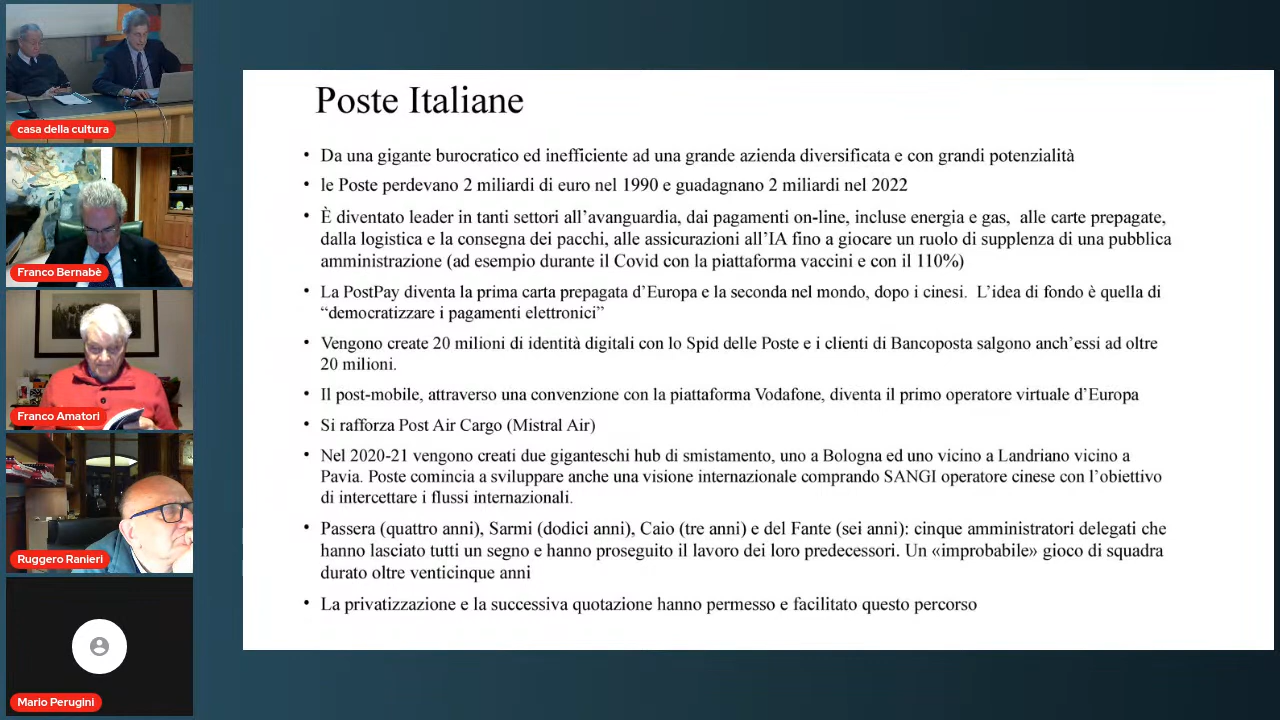 casa della cultura
Franco Bernabè
Franco Amatori
Ruggero Ranieri
Mario Perugini
Poste Italiane
• Da una gigante burocratico ed inefficiente ad una grande azienda diversificata e con grandi potenzialità
• le Poste perdevano 2 miliardi di euro nel 1990 e guadagnano 2 miliardi nel 2022
• È diventato leader in tanti settori all’avanguardia, dai pagamenti on-line, incluse energia e gas, alle carte prepagate,
dalla logistica e la consegna dei pacchi, alle assicurazioni all’IA fino a giocare un ruolo di supplenza di una pubblica
amministrazione (ad esempio durante il Covid con la piattaforma vaccini e con il 110%)
• La PostPay diventa la prima carta prepagata d’Europa e la seconda nel mondo, dopo i cinesi. L’idea di fondo è quella di
“democratizzare i pagamenti elettronici”
• Vengono create 20 milioni di identità digitali con lo Spid delle Poste e i clienti di Bancoposta salgono anch’essi ad oltre
20 milioni.
• Il post-mobile, attraverso una convenzione con la piattaforma Vodafone, diventa il primo operatore virtuale d’Europa
• Si rafforza Post Air Cargo (Mistral Air)
• Nel 2020-21 vengono creati due giganteschi hub di smistamento, uno a Bologna ed uno vicino a Landriano vicino a
Pavia. Poste comincia a sviluppare anche una visione internazionale comprando SANGI operatore cinese con l’obiettivo
di intercettare i flussi internazionali.
• Passera (quattro anni), Sarmi (dodici anni), Caio (tre anni) e del Fante (sei anni): cinque amministratori delegati che
hanno lasciato tutti un segno e hanno proseguito il lavoro dei loro predecessori. Un «improbabile» gioco di squadra
durato oltre venticinque anni
• La privatizzazione e la successiva quotazione hanno permesso e facilitato questo percorso